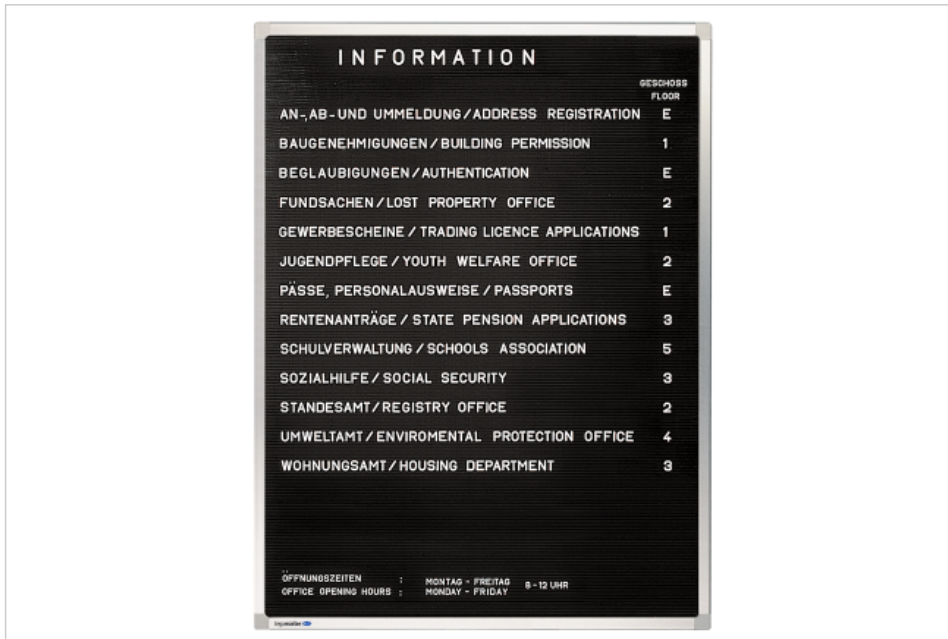 INFORMATION
GESCHOSS
FLOOR
AN-,AB-UND UMMELDUNG/ADDRESS REGISTRATION E
BAUGENEHMIGUNGEN/BUILDING PERMISSION 1
BEGLAUBIGUNGEN/AUTHENTICATION E
FUNDSACHEN/LOST PROPERTY OFFICE 2
GEWERBESCHEINE/TRADING LICENCE APPLICATIONS 1
JUGENDPFLEGE/YOUTH WELFARE OFFICE 2
PÄSSE, PERSONALAUSWEISE/PASSPORTS E
RENTENANTRÄGE/STATE PENSION APPLICATIONS 3
SCHULVERWALTUNG/SCHOOLS ASSOCIATION 5
SOZIALHILFE/SOCIAL SECURITY 3
STANDESAMT/REGISTRY OFFICE 2
UMWELTAMT/ENVIROMENTAL PROTECTION OFFICE 4
WOHNUNGSAMT/HOUSING DEPARTMENT 3
ÖFFNUNGSZEITEN : MONTAG - FREITAG 8-12 UHR
OFFICE OPENING HOURS : MONDAY - FRIDAY
legamaster